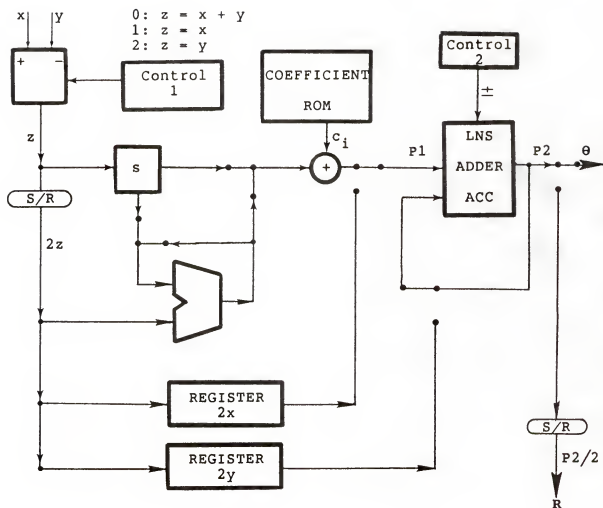 x y
0: z = x + y
1: z = x
2: z = y
+ −
Control
1
COEFFICIENT
ROM
Control
2
±
z
c_i
s
+
P1
LNS
ADDER
ACC
P2
θ
S/R
2z
REGISTER
2x
REGISTER
2y
S/R
P2/2
R